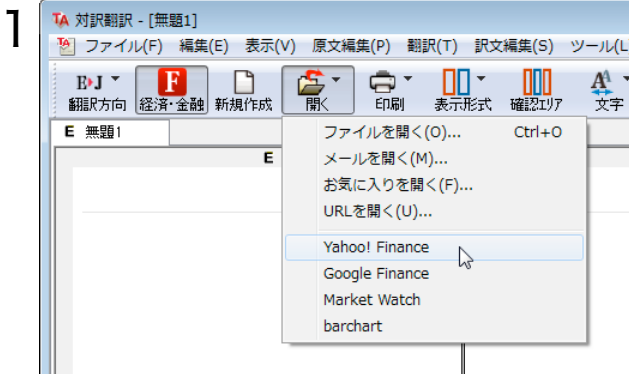 1
TA 対訳翻訳 - [無題1]
ファイル(F) 編集(E) 表示(V) 原文編集(P) 翻訳(T) 訳文編集(S) ツール(L
E›J F A
翻訳方向 経済・金融 新規作成 開く 印刷 表示形式 確認エリア 文字
E 無題1
E
ファイルを開く(O)... Ctrl+O
メールを開く(M)...
お気に入りを開く(F)...
URLを開く(U)...
Yahoo! Finance
Google Finance
Market Watch
barchart